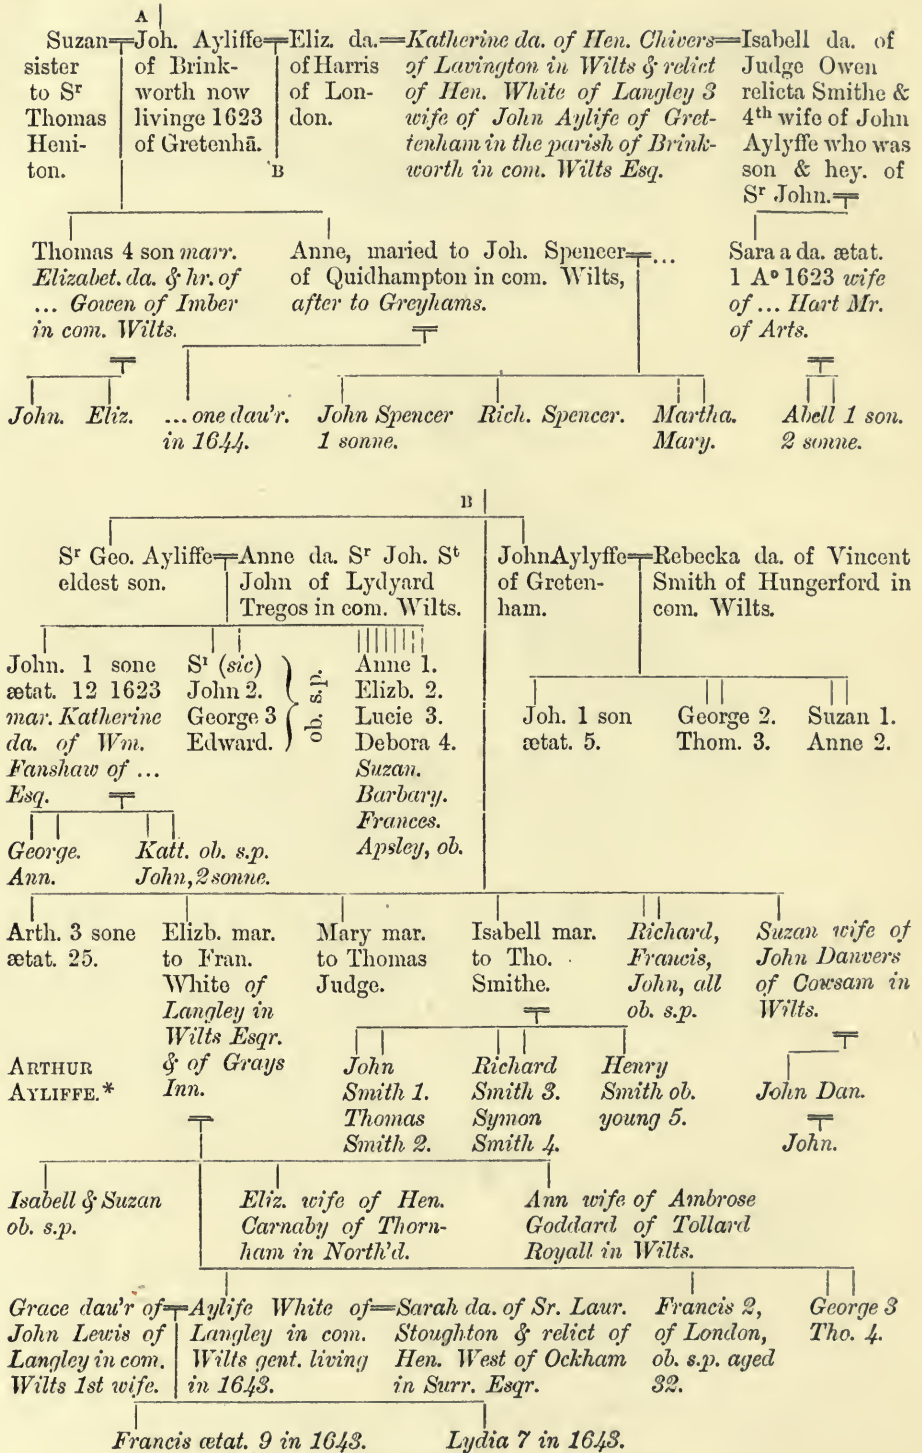 A
Suzan=Joh. Ayliffe=Eliz. da.=Katherine da. of Hen. Chivers=Isabell da. of
sister of Brink- of Harris of Lavington in Wilts & relict Judge Owen
to Sr worth now of Lon- of Hen. White of Langley 3 relicta Smithe &
Thomas livinge 1623 don. wife of John Aylife of Gret- 4th wife of John
Heni- of Gretenhā. tenham in the parish of Brink- Aylyffe who was
ton. B worth in com. Wilts Esq. son & hey. of
Sr John.
Thomas 4 son marr. Anne, maried to Joh. Spencer=... Sara a da. ætat.
Elizabet. da. & hr. of of Quidhampton in com. Wilts, 1 Ao 1623 wife
... Gowen of Imber after to Greyhams. of ... Hart Mr.
in com. Wilts. of Arts.
John. Eliz. ... one dau'r. John Spencer Rich. Spencer. Martha. Abell 1 son.
in 1644. 1 sonne. Mary. 2 sonne.
B
Sr Geo. Ayliffe=Anne da. Sr Joh. St John Aylyffe=Rebecka da. of Vincent
eldest son. John of Lydyard of Greten- Smith of Hungerford in
Tregos in com. Wilts. ham. com. Wilts.
John. 1 sone S1 (sic) Anne 1.
ætat. 12 1623 John 2. Elizb. 2.
mar. Katherine George 3 ob. s.p. Lucie 3. Joh. 1 son George 2. Suzan 1.
da. of Wm. Edward. Debora 4. ætat. 5. Thom. 3. Anne 2.
Fanshaw of ... Suzan.
Esq. Barbary.
Frances.
George. Katt. ob. s.p. Apsley, ob.
Ann. John, 2 sonne.
Arth. 3 sone Elizb. mar. Mary mar. Isabell mar. Richard, Suzan wife of
ætat. 25. to Fran. to Thomas to Tho. Francis, John Danvers
White of Judge. Smithe. John, all of Cowsam in
Langley in ob. s.p. Wilts.
Wilts Esqr.
ARTHUR & of Grays John Richard Henry
AYLIFFE.* Inn. Smith 1. Smith 3. Smith ob. John Dan.
Thomas Symon young 5.
Smith 2. Smith 4. John.
Isabell & Suzan Eliz. wife of Hen. Ann wife of Ambrose
ob. s.p. Carnaby of Thorn- Goddard of Tollard
ham in North'd. Royall in Wilts.
Grace dau'r of=Aylife White of=Sarah da. of Sr. Laur. Francis 2, George 3
John Lewis of Langley in com. Stoughton & relict of of London, Tho. 4.
Langley in com. Wilts gent. living Hen. West of Ockham ob. s.p. aged
Wilts 1st wife. in 1643. in Surr. Esqr. 32.
Francis ætat. 9 in 1643. Lydia 7 in 1643.